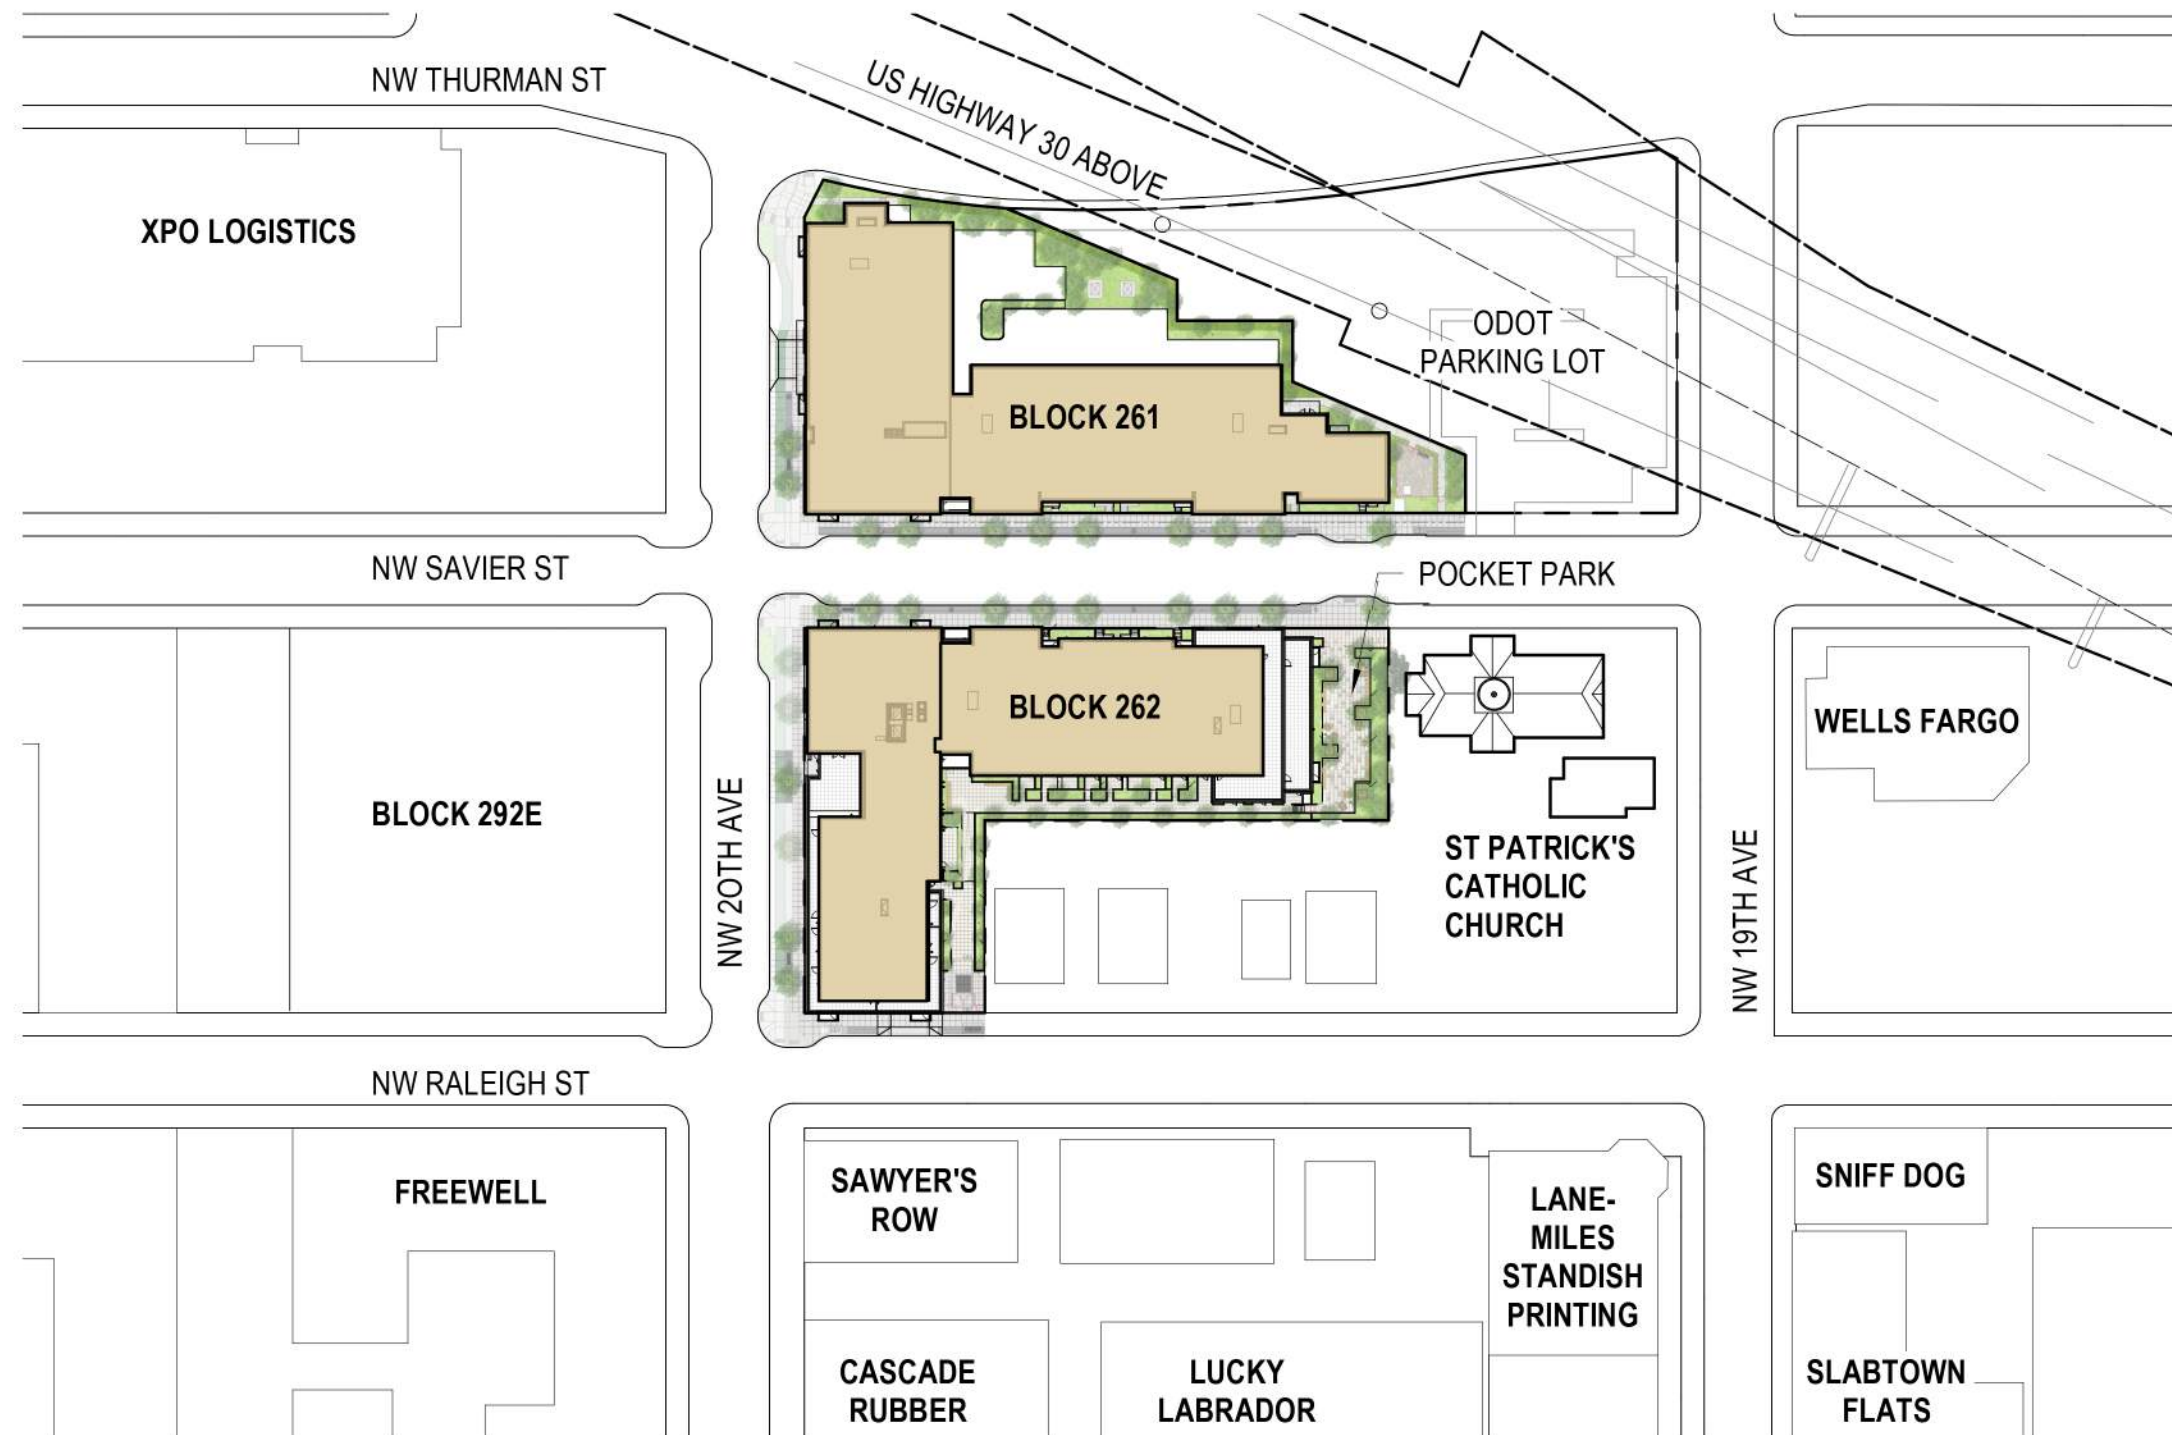 NW THURMAN ST
US HIGHWAY 30 ABOVE
XPO LOGISTICS
ODOT
PARKING LOT
BLOCK 261
NW SAVIER ST
POCKET PARK
BLOCK 262
WELLS FARGO
BLOCK 292E
NW 20TH AVE
ST PATRICK'S
CATHOLIC
CHURCH
NW 19TH AVE
NW RALEIGH ST
FREEWELL
SAWYER'S
ROW
LANE-
MILES
STANDISH
PRINTING
SNIFF DOG
CASCADE
RUBBER
LUCKY
LABRADOR
SLABTOWN
FLATS